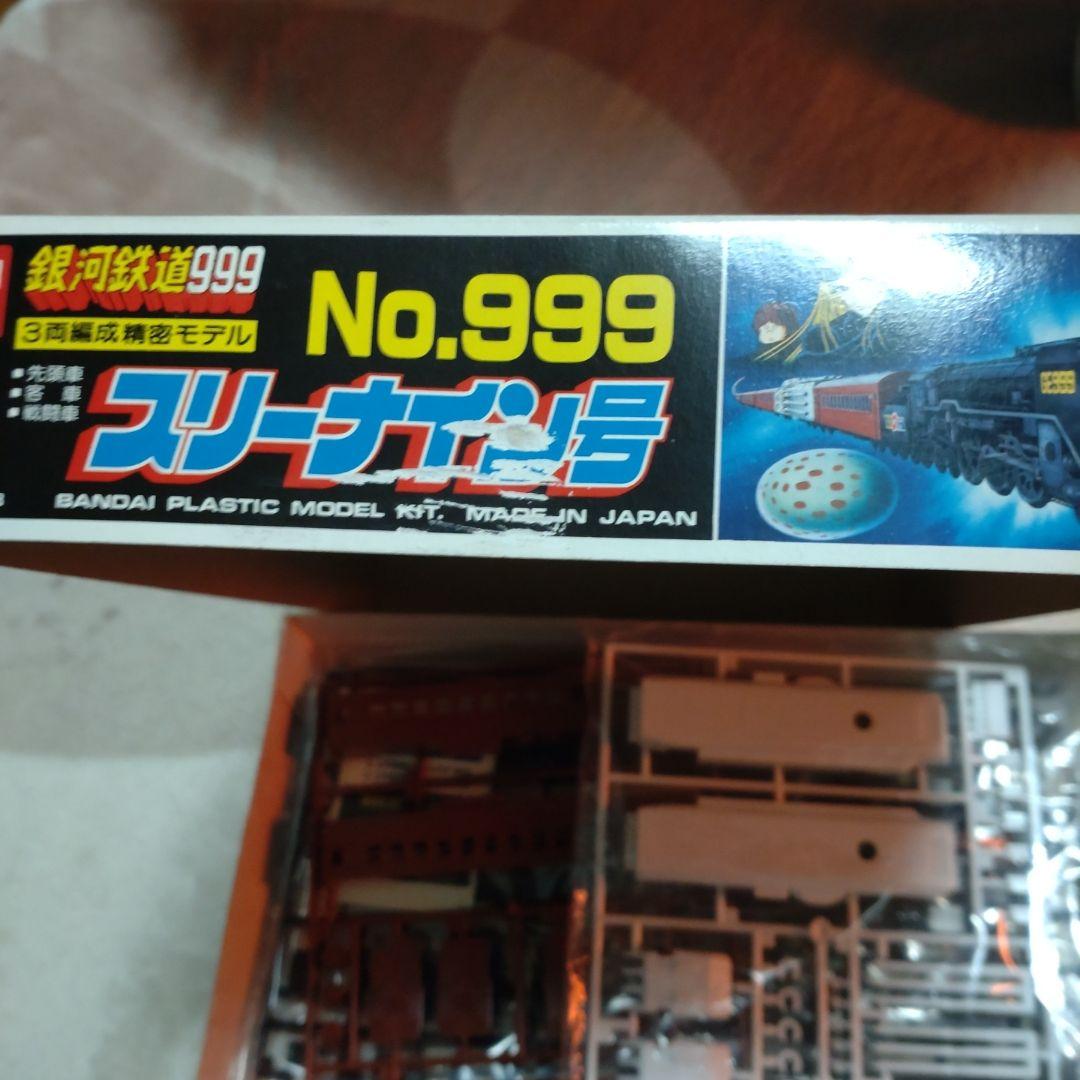 銀河鉄道999
3両編成精密モデル
■先頭車
■客車
■戦闘車
No.999
スリーナイン号
BANDAI PLASTIC MODEL KIT. MADE IN JAPAN